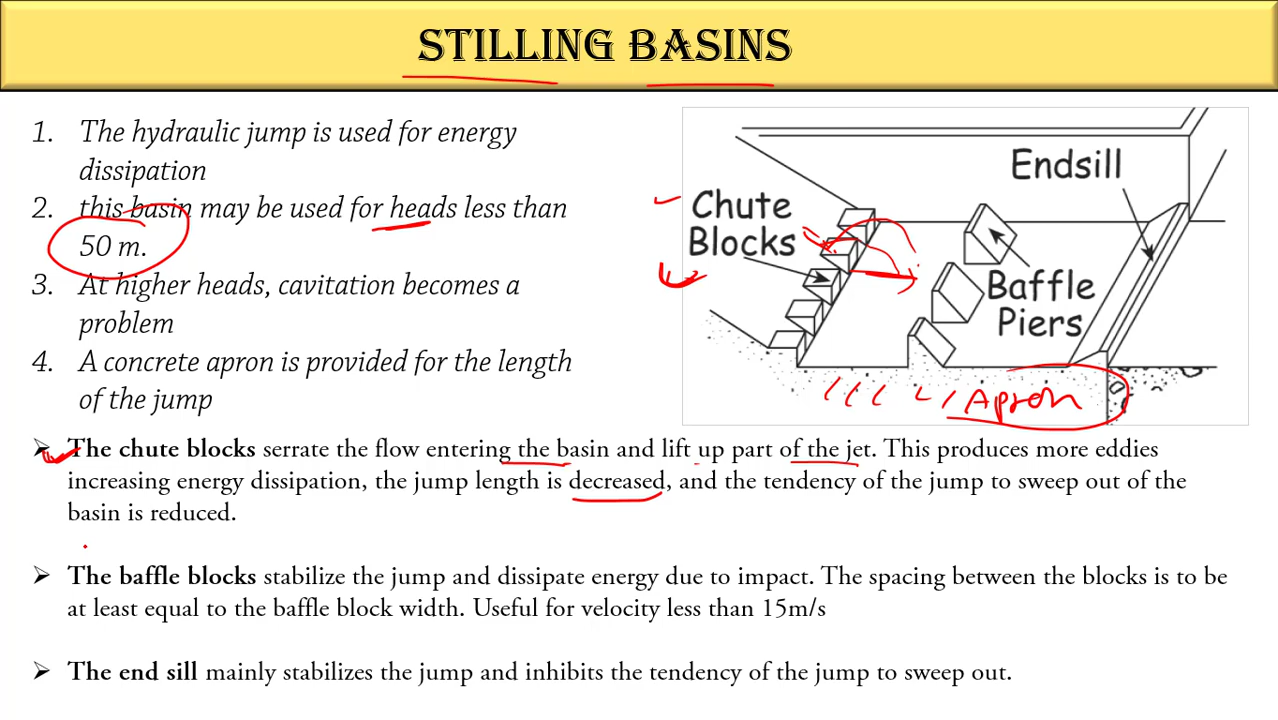 STILLING BASINS
1. The hydraulic jump is used for energy
dissipation
2. this basin may be used for heads less than
50 m.
3. At higher heads, cavitation becomes a
problem
4. A concrete apron is provided for the length
of the jump
Chute
Blocks
Endsill
Baffle
Piers
Apron
➢ The chute blocks serrate the flow entering the basin and lift up part of the jet. This produces more eddies
increasing energy dissipation, the jump length is decreased, and the tendency of the jump to sweep out of the
basin is reduced.
➢ The baffle blocks stabilize the jump and dissipate energy due to impact. The spacing between the blocks is to be
at least equal to the baffle block width. Useful for velocity less than 15m/s
➢ The end sill mainly stabilizes the jump and inhibits the tendency of the jump to sweep out.